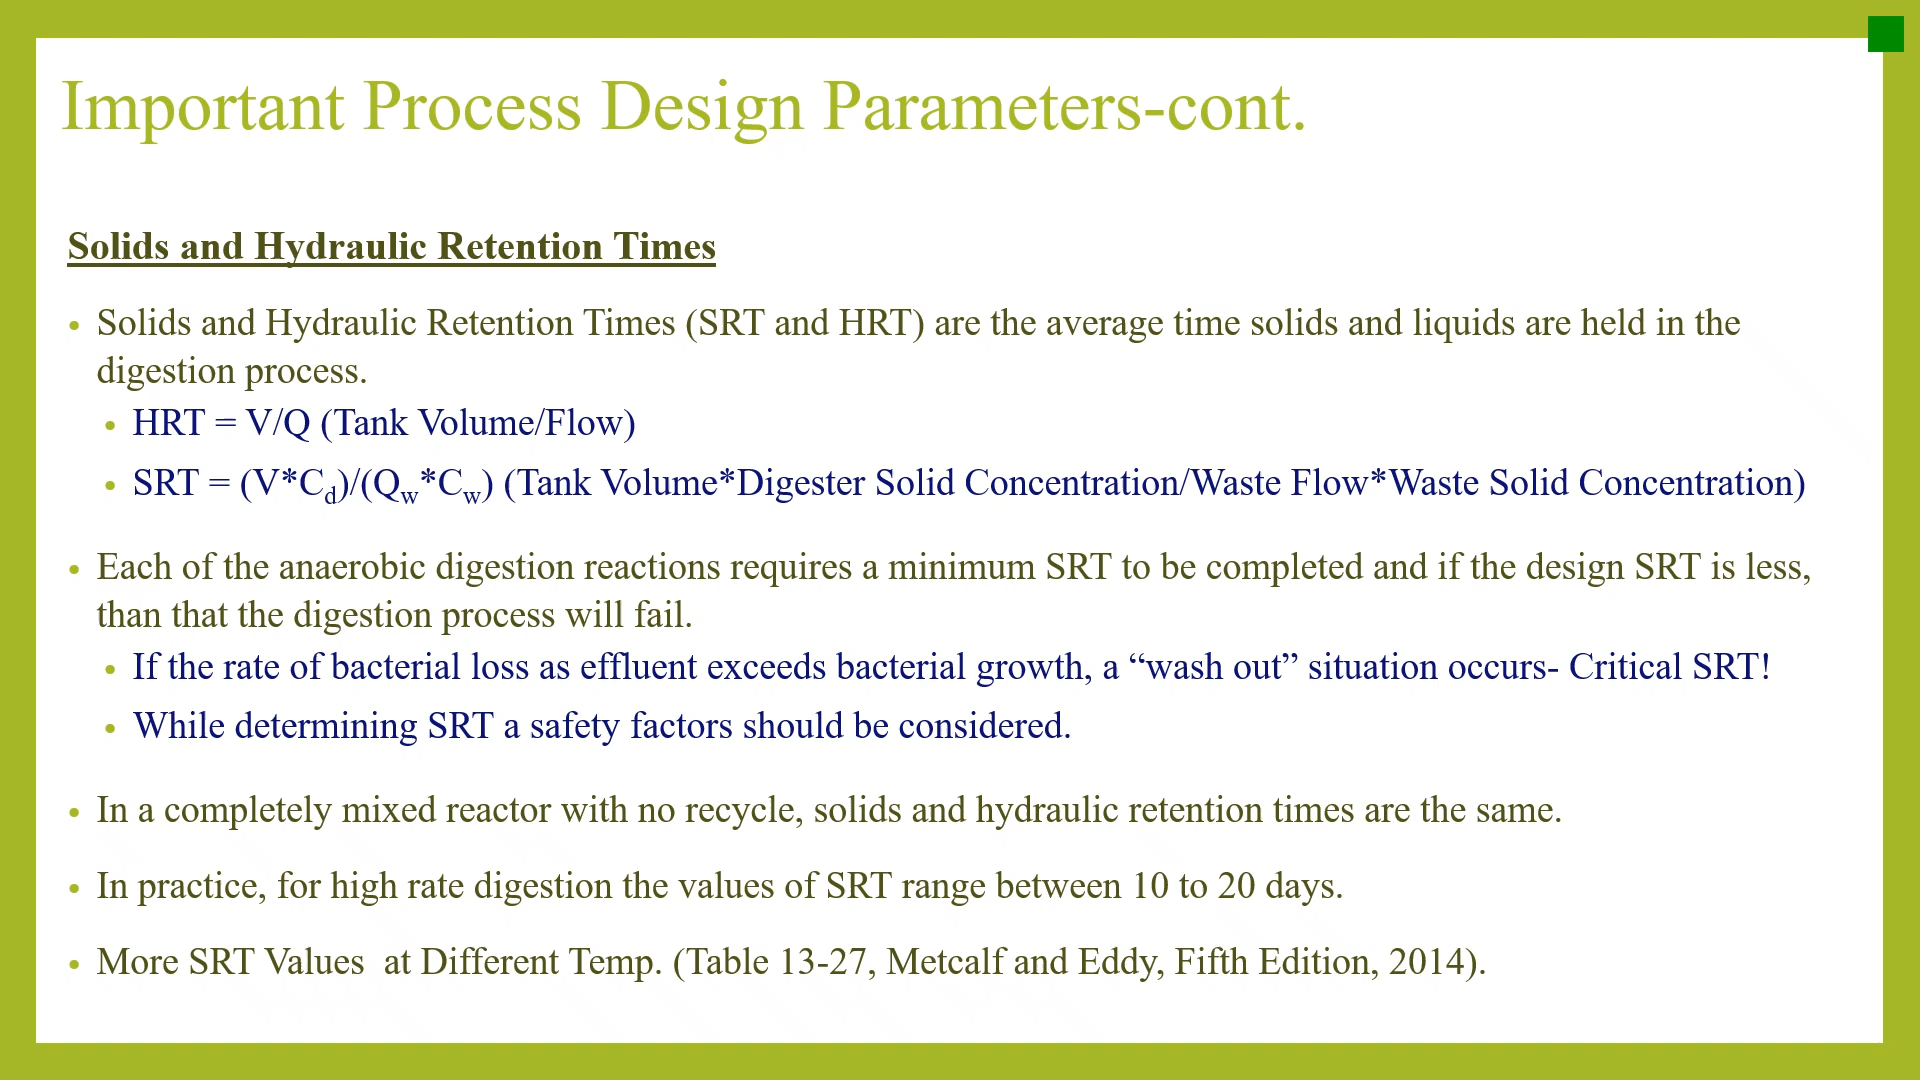 Important Process Design Parameters-cont.
Solids and Hydraulic Retention Times
• Solids and Hydraulic Retention Times (SRT and HRT) are the average time solids and liquids are held in the
digestion process.
• HRT = V/Q (Tank Volume/Flow)
• SRT = (V*Cd)/(Qw*Cw) (Tank Volume*Digester Solid Concentration/Waste Flow*Waste Solid Concentration)
• Each of the anaerobic digestion reactions requires a minimum SRT to be completed and if the design SRT is less,
than that the digestion process will fail.
• If the rate of bacterial loss as effluent exceeds bacterial growth, a “wash out” situation occurs- Critical SRT!
• While determining SRT a safety factors should be considered.
• In a completely mixed reactor with no recycle, solids and hydraulic retention times are the same.
• In practice, for high rate digestion the values of SRT range between 10 to 20 days.
• More SRT Values  at Different Temp. (Table 13-27, Metcalf and Eddy, Fifth Edition, 2014).